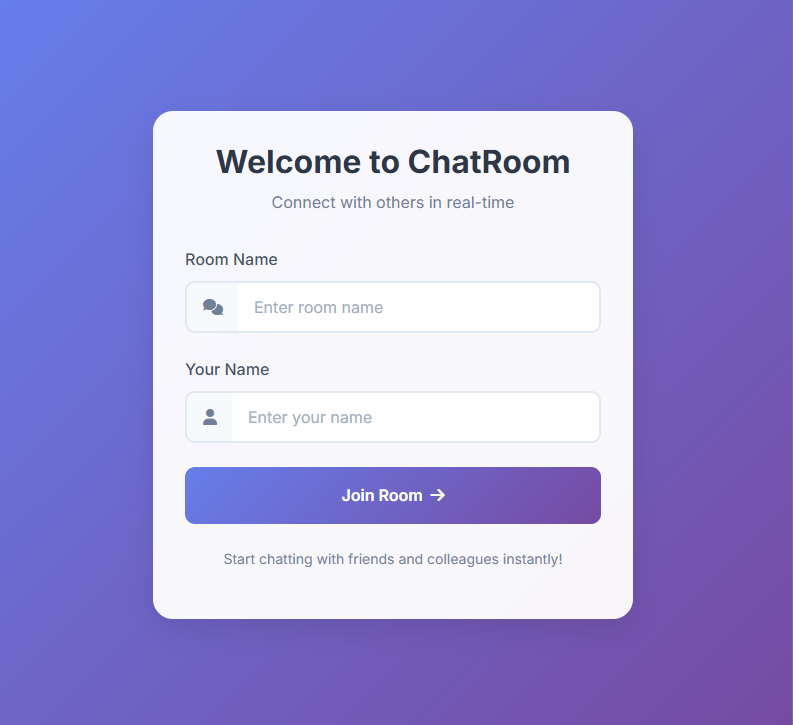 Welcome to ChatRoom
Connect with others in real-time
Room Name
Enter room name
Your Name
Enter your name
Join Room →
Start chatting with friends and colleagues instantly!